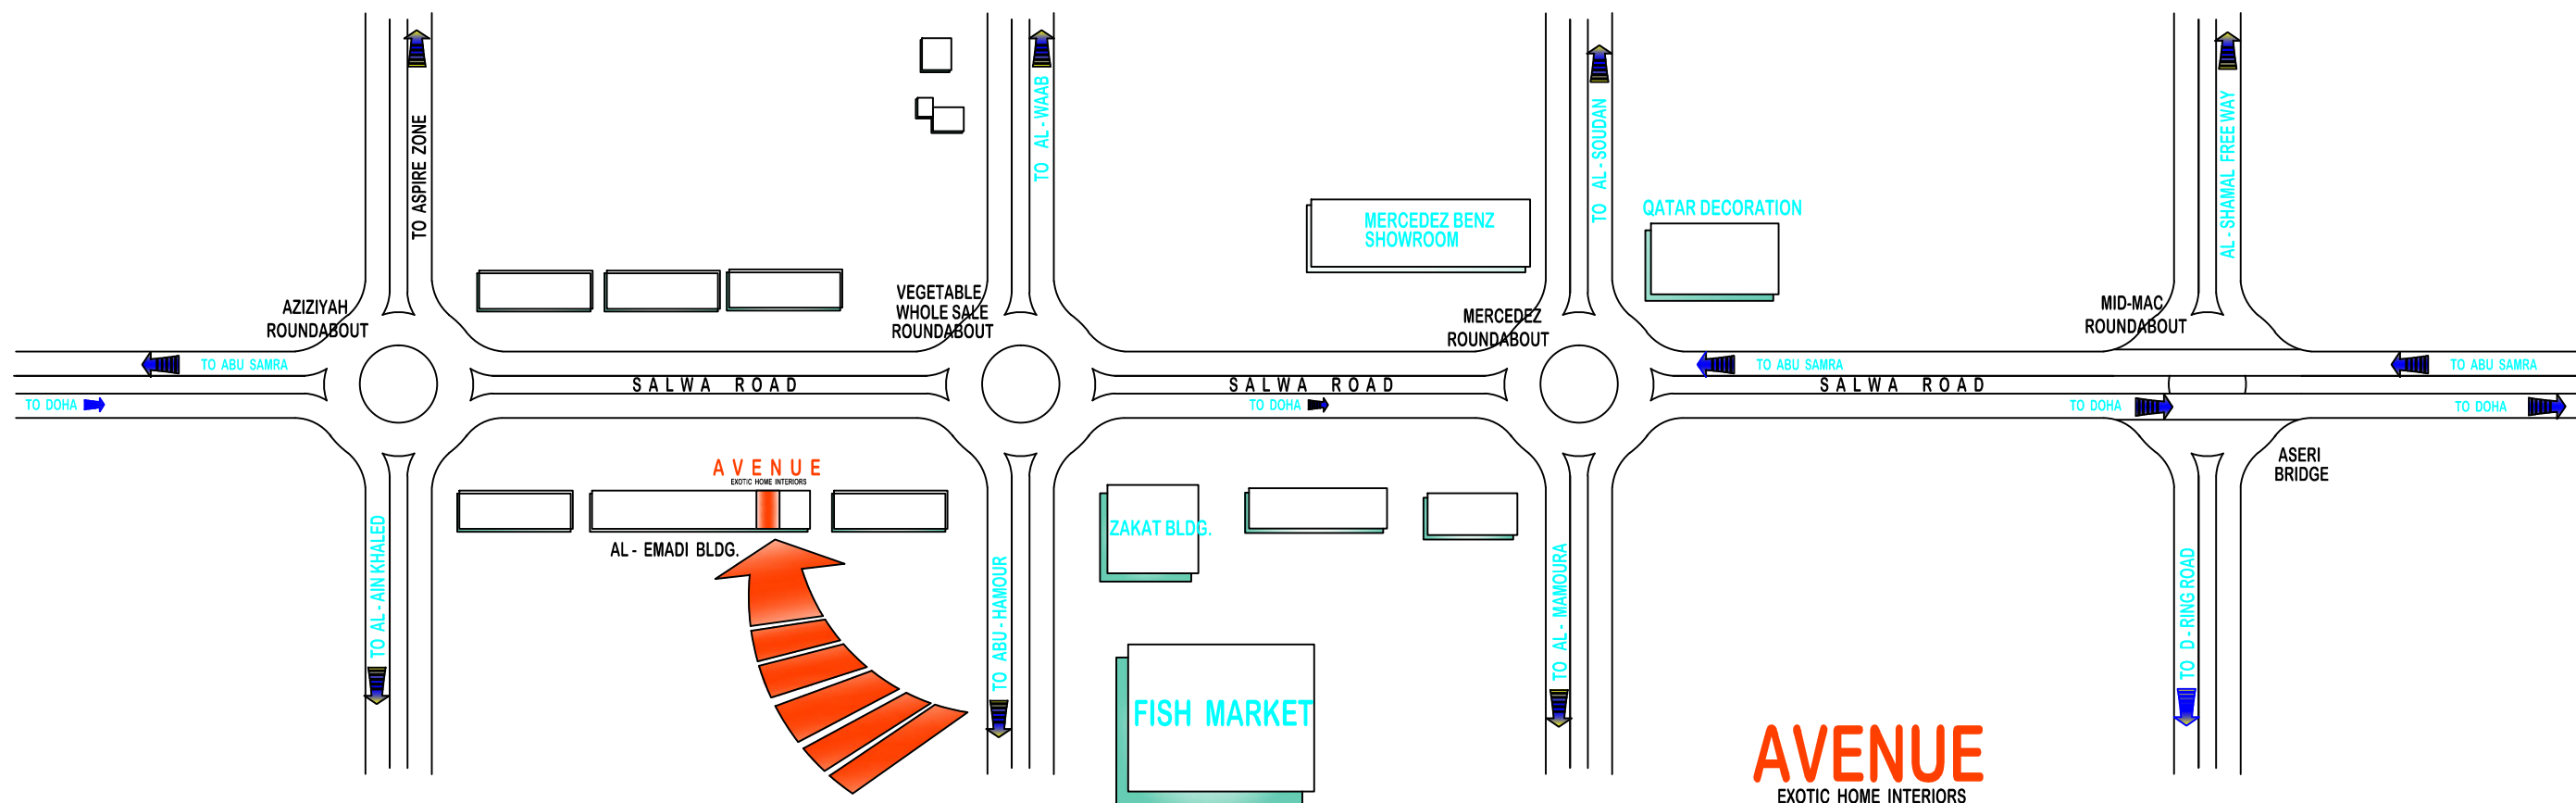 TO ASPIRE ZONE
TO AL - WAAB
TO AL - SOUDAN
AL - SHAMAL FREE WAY
MERCEDEZ BENZ
SHOWROOM
QATAR DECORATION
AZIZIYAH
ROUNDABOUT
VEGETABLE
WHOLE SALE
ROUNDABOUT
MERCEDEZ
ROUNDABOUT
MID-MAC
ROUNDABOUT
TO ABU SAMRA
TO ABU SAMRA
TO ABU SAMRA
SALWA ROAD
SALWA ROAD
SALWA ROAD
TO DOHA
TO DOHA
TO DOHA
TO DOHA
AVENUE
EXOTIC HOME INTERIORS
AL - EMADI BLDG.
ZAKAT BLDG.
ASERI
BRIDGE
TO AL - AIN KHALED
TO ABU - HAMOUR
TO AL - MAMOURA
TO D - RING ROAD
FISH MARKET
AVENUE
EXOTIC HOME INTERIORS